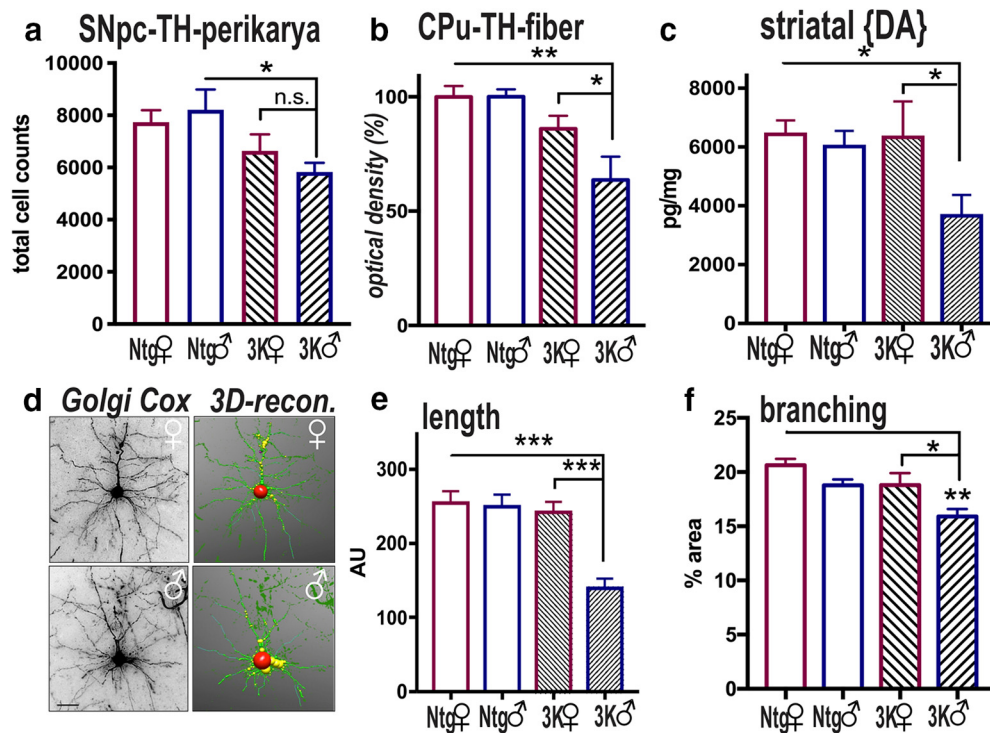 a SNpc-TH-perikarya
10000
8000
6000
4000
2000
0
total cell counts
*
n.s.
Ntg♀ Ntg♂ 3K♀ 3K♂
b CPu-TH-fiber
100
50
0
optical density (%)
**
*
Ntg♀ Ntg♂ 3K♀ 3K♂
c striatal {DA}
8000
6000
4000
2000
0
pg/mg
*
*
Ntg♀ Ntg♂ 3K♀ 3K♂
d Golgi Cox 3D-recon.
♀ ♀
♂ ♂
e length
400
300
200
100
0
AU
***
***
Ntg♀ Ntg♂ 3K♀ 3K♂
f branching
25
20
15
10
5
0
% area
*
**
Ntg♀ Ntg♂ 3K♀ 3K♂